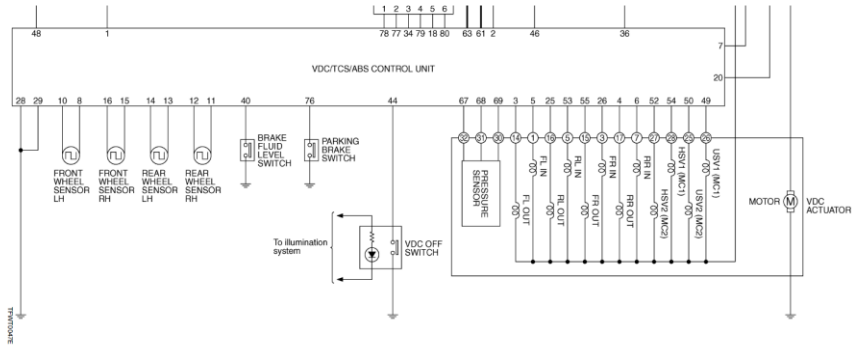 1 2 3 4 5 6
48 1 78 77 34 79 18 80 63 61 2 46 36
7
VDC/TCS/ABS CONTROL UNIT
20
28 29 10 8 16 15 14 13 12 11 40 76 44 67 68 69 3 5 25 53 55 26 4 6 52 54 50 49
32 31 30 14 1 16 5 15 3 17 7 27 28 25 26
FRONT
WHEEL
SENSOR
LH
FRONT
WHEEL
SENSOR
RH
REAR
WHEEL
SENSOR
LH
REAR
WHEEL
SENSOR
RH
BRAKE
FLUID
LEVEL
SWITCH
PARKING
BRAKE
SWITCH
PRESSURE
SENSOR
FL OUT
FL IN
RL OUT
RL IN
FR OUT
FR IN
RR OUT
RR IN
HSV2 (MC2)
HSV1 (MC1)
USV2 (MC2)
USV1 (MC1)
MOTOR
M
VDC
ACTUATOR
To illumination
system
VDC OFF
SWITCH